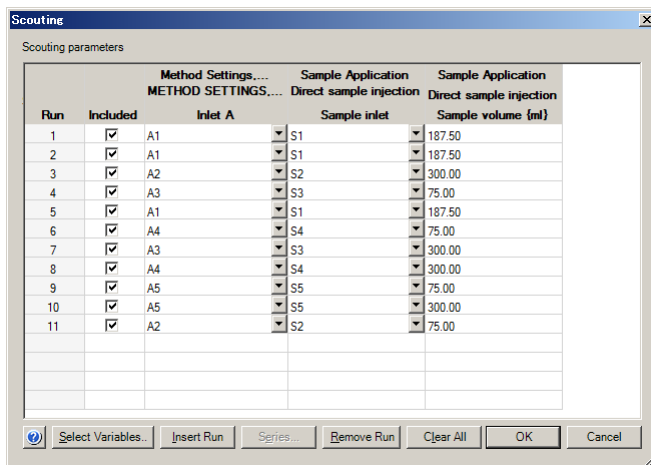 Scouting
Scouting parameters
Method Settings,... Sample Application Sample Application
METHOD SETTINGS,... Direct sample injection Direct sample injection
Run Included Inlet A Sample inlet Sample volume {ml}
1 A1 S1 187.50
2 A1 S1 187.50
3 A2 S2 300.00
4 A3 S3 75.00
5 A1 S1 187.50
6 A4 S4 75.00
7 A3 S3 300.00
8 A4 S4 300.00
9 A5 S5 75.00
10 A5 S5 300.00
11 A2 S2 75.00
Select Variables.. Insert Run Series... Remove Run Clear All OK Cancel